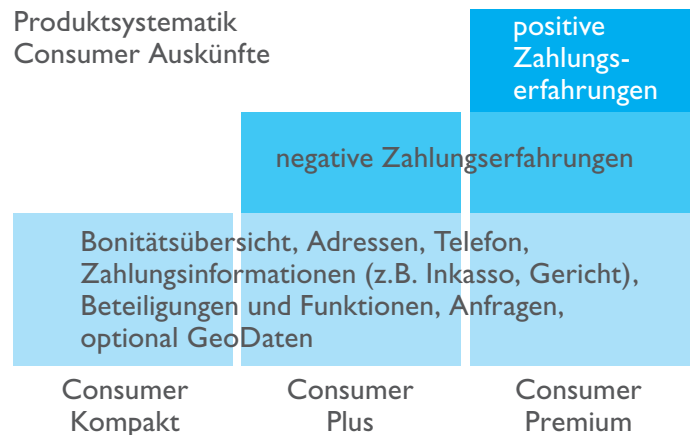 Produktsystematik
Consumer Auskünfte
positive
Zahlungs-
erfahrungen
negative Zahlungserfahrungen
Bonitätsübersicht, Adressen, Telefon,
Zahlungsinformationen (z.B. Inkasso, Gericht),
Beteiligungen und Funktionen, Anfragen,
optional GeoDaten
Consumer
Kompakt
Consumer
Plus
Consumer
Premium